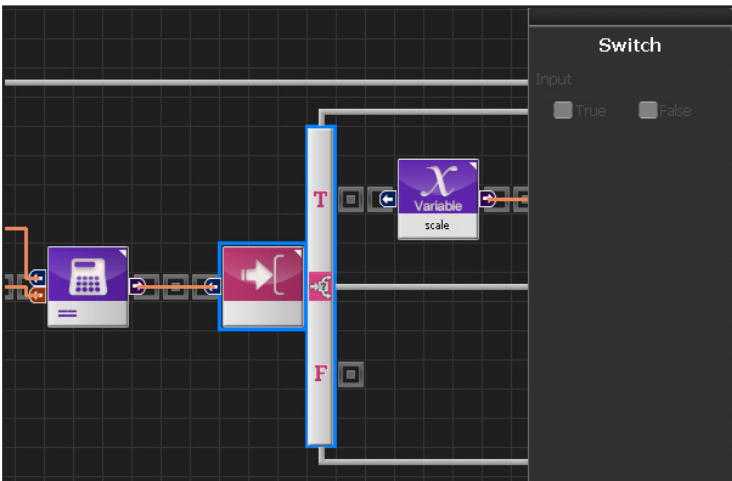 Switch
Input
True False
T
x
Variable
scale
==
?
F